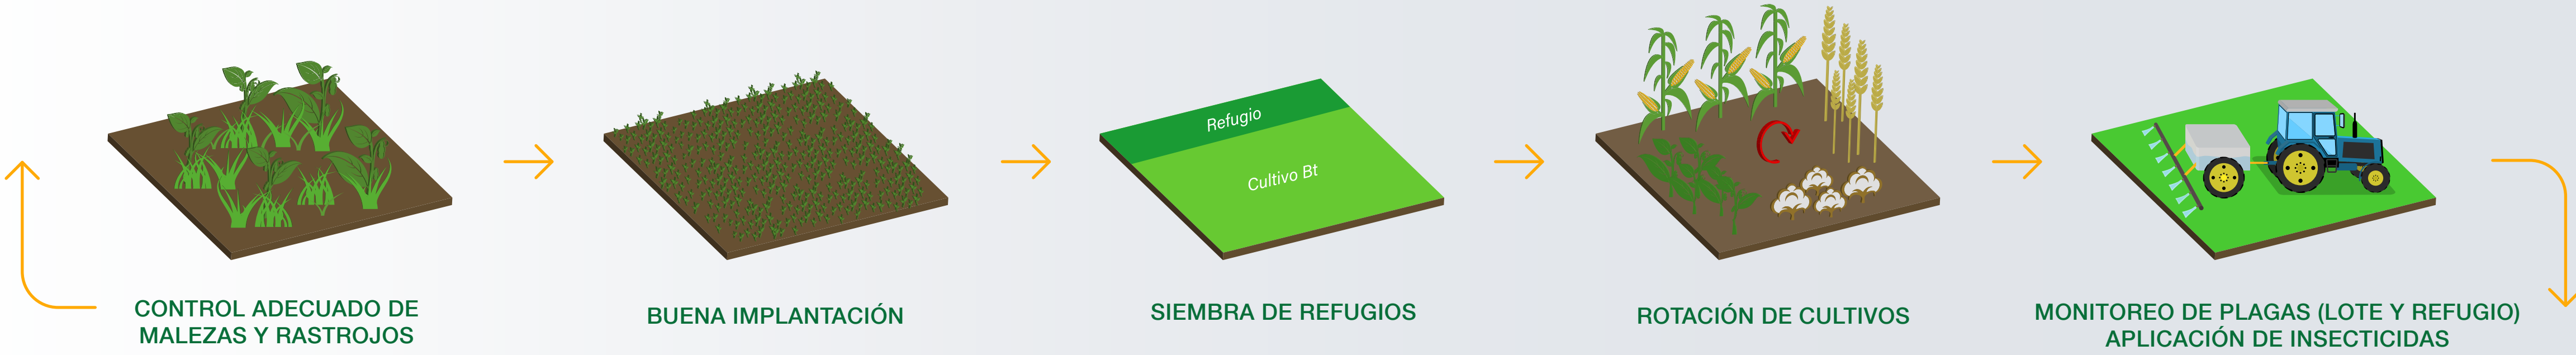 CONTROL ADECUADO DE
MALEZAS Y RASTROJOS
BUENA IMPLANTACIÓN
Refugio
Cultivo Bt
SIEMBRA DE REFUGIOS
ROTACIÓN DE CULTIVOS
MONITOREO DE PLAGAS (LOTE Y REFUGIO)
APLICACIÓN DE INSECTICIDAS